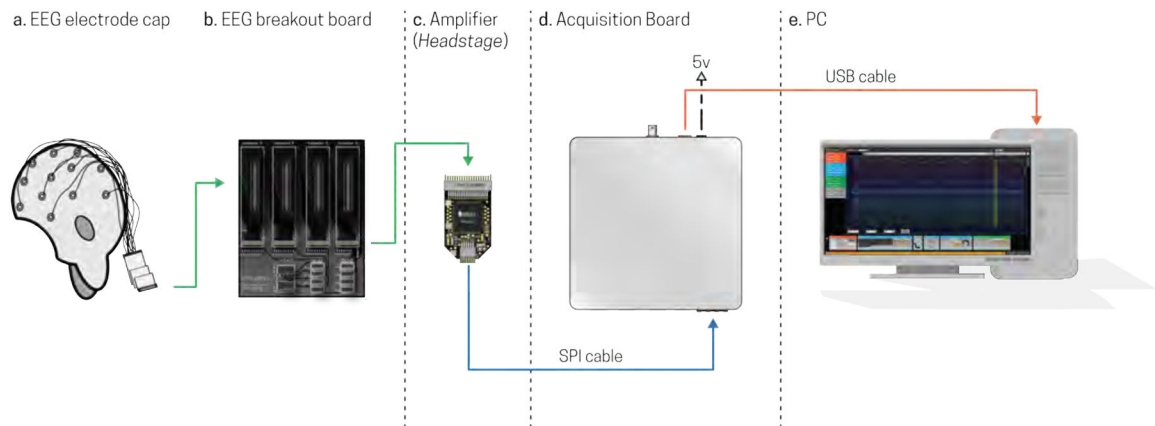 a. EEG electrode cap
b. EEG breakout board
c. Amplifier
(Headstage)
d. Acquisition Board
e. PC
5v
USB cable
SPI cable